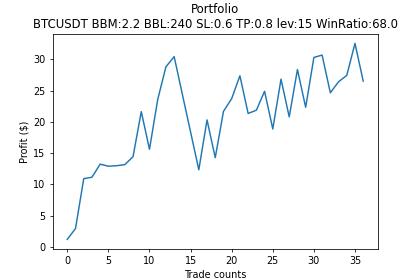 Portfolio
BTCUSDT BBM:2.2 BBL:240 SL:0.6 TP:0.8 lev:15 WinRatio:68.0
30
25
20
15
10
5
0
Profit ($)
0 5 10 15 20 25 30 35
Trade counts